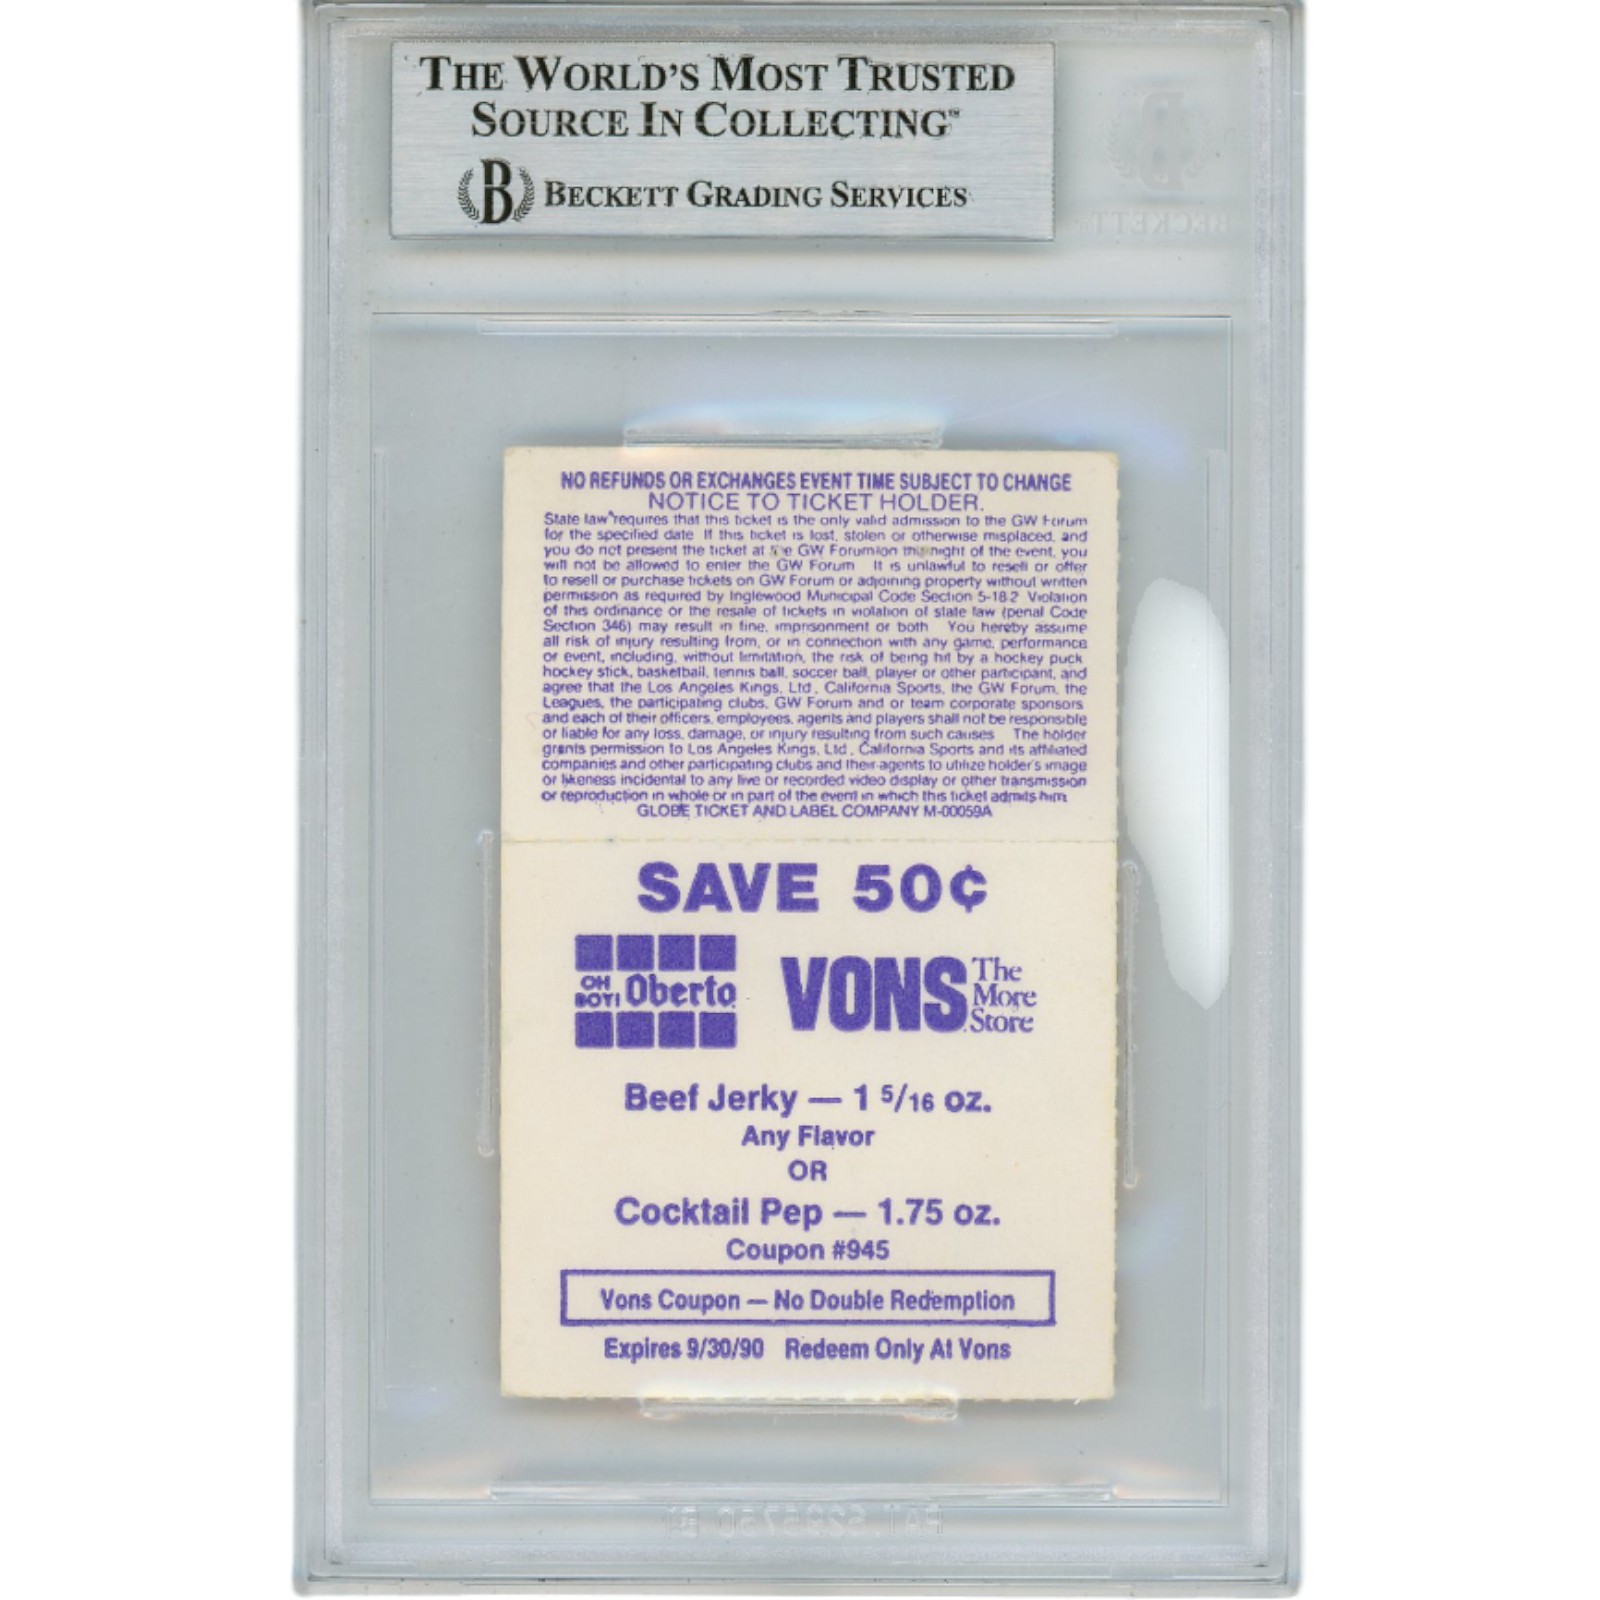 THE WORLD'S MOST TRUSTED
SOURCE IN COLLECTING™
B BECKETT GRADING SERVICES
BECKETT
NO REFUNDS OR EXCHANGES EVENT TIME SUBJECT TO CHANGE
NOTICE TO TICKET HOLDER.
State law requires that this ticket is the only valid admission to the GW Forum
for the specified date If this ticket is lost, stolen or otherwise misplaced, and
you do not present the ticket at the GW Forum on the night of the event, you
will not be allowed to enter the GW Forum It is unlawful to resell or offer
to resell or purchase tickets on GW Forum or adjoining property without written
permission as required by Inglewood Municipal Code Section 5-18.2 Violation
of this ordinance or the resale of tickets in violation of state law (penal Code
Section 346) may result in fine, imprisonment or both You hereby assume
all risk of injury resulting from, or in connection with any game, performance
or event, including, without limitation, the risk of being hit by a hockey puck
hockey stick, basketball, tennis ball, soccer ball, player or other participant, and
agree that the Los Angeles Kings, Ltd, California Sports, the GW Forum, the
Leagues, the participating clubs, GW Forum and or team corporate sponsors
and each of their officers, employees, agents and players shall not be responsible
or liable for any loss, damage, or injury resulting from such causes The holder
grants permission to Los Angeles Kings, Ltd, California Sports and its affiliated
companies and other participating clubs and their agents to utilize holder's image
or likeness incidental to any live or recorded video display or other transmission
or reproduction in whole or in part of the event in which this ticket admits him
GLOBE TICKET AND LABEL COMPANY M-00059A
SAVE 50¢
OH BOY! Oberto
VONS The More Store
Beef Jerky — 1 5/16 oz.
Any Flavor
OR
Cocktail Pep — 1.75 oz.
Coupon #945
Vons Coupon — No Double Redemption
Expires 9/30/90 Redeem Only At Vons